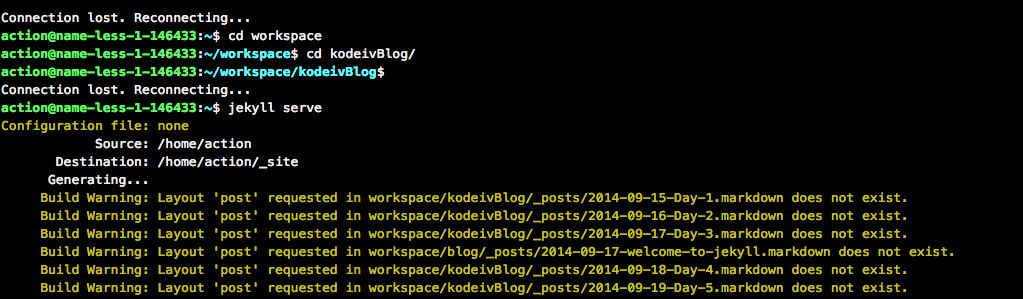 Connection lost. Reconnecting...
action@name-less-1-146433:~$ cd workspace
action@name-less-1-146433:~/workspace$ cd kodeivBlog/
action@name-less-1-146433:~/workspace/kodeivBlog$
Connection lost. Reconnecting...
action@name-less-1-146433:~$ jekyll serve
Configuration file: none
Source: /home/action
Destination: /home/action/_site
Generating...
Build Warning: Layout 'post' requested in workspace/kodeivBlog/_posts/2014-09-15-Day-1.markdown does not exist.
Build Warning: Layout 'post' requested in workspace/kodeivBlog/_posts/2014-09-16-Day-2.markdown does not exist.
Build Warning: Layout 'post' requested in workspace/kodeivBlog/_posts/2014-09-17-Day-3.markdown does not exist.
Build Warning: Layout 'post' requested in workspace/blog/_posts/2014-09-17-welcome-to-jekyll.markdown does not exist.
Build Warning: Layout 'post' requested in workspace/kodeivBlog/_posts/2014-09-18-Day-4.markdown does not exist.
Build Warning: Layout 'post' requested in workspace/kodeivBlog/_posts/2014-09-19-Day-5.markdown does not exist.